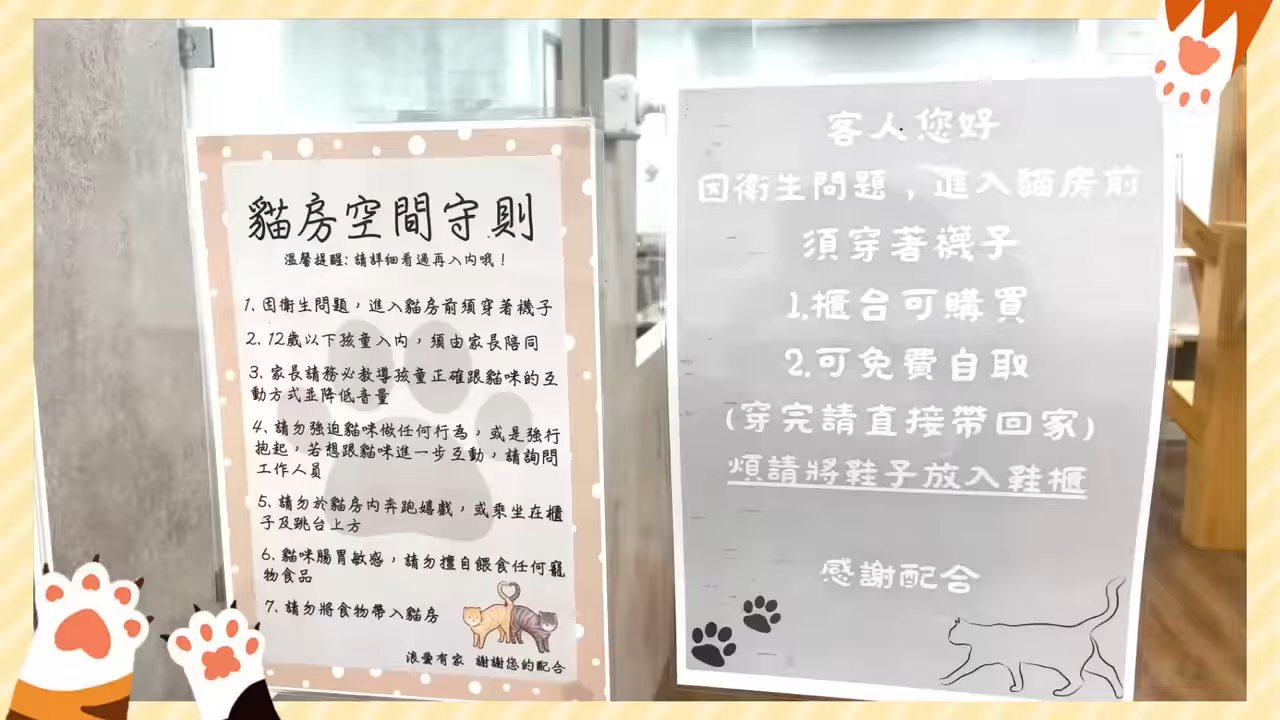 貓房空間守則
溫馨提醒: 請詳細看過再入內哦！
1. 因衛生問題，進入貓房前須穿著襪子
2. 12歲以下孩童入內，須由家長陪同
3. 家長請務必教導孩童正確跟貓咪的互
動方式並降低音量
4. 請勿強迫貓咪做任何行為，或是強行
抱起，若想跟貓咪進一步互動，請詢問
工作人員
5. 請勿於貓房內奔跑嬉戲，或乘坐在櫃
子及跳台上方
6. 貓咪腸胃敏感，請勿擅自餵食任何寵
物食品
7. 請勿將食物帶入貓房
浪愛有家 謝謝您的配合
客人您好
因衛生問題，進入貓房前
須穿著襪子
1.櫃台可購買
2.可免費自取
(穿完請直接帶回家)
煩請將鞋子放入鞋櫃
感謝配合